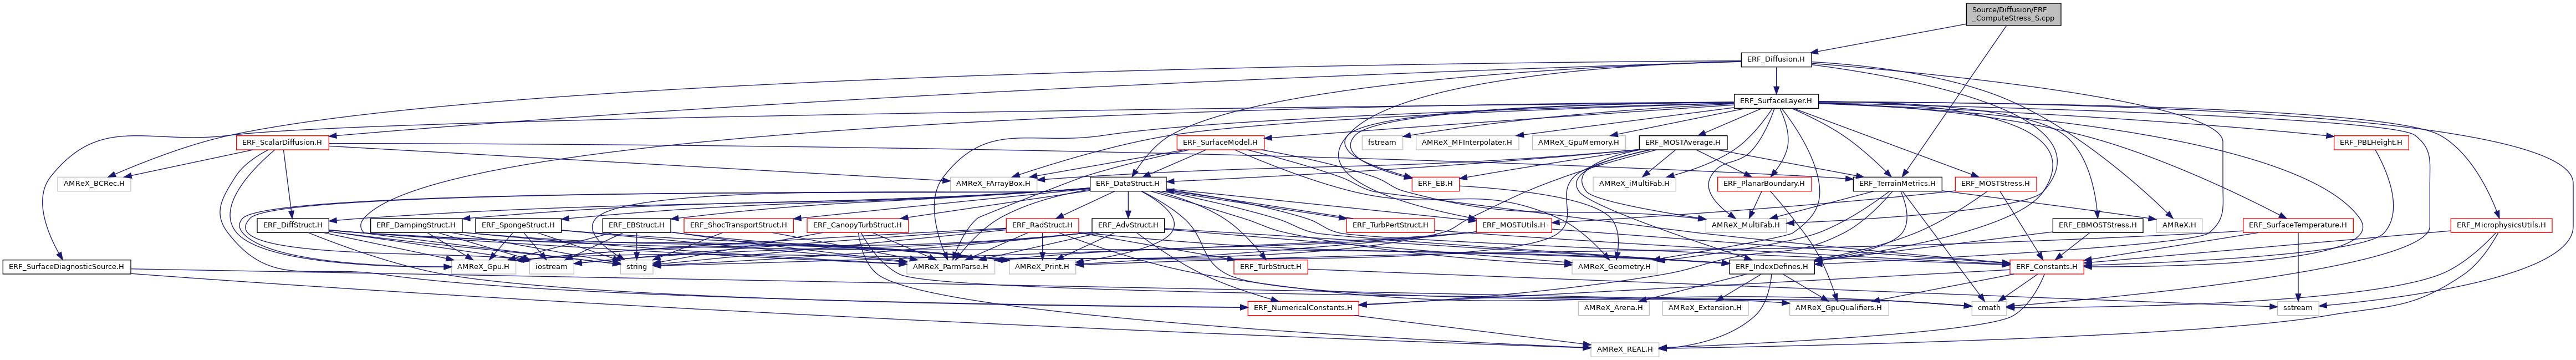 Source/Diffusion/ERF
_ComputeStress_S.cpp
ERF_Diffusion.H
ERF_SurfaceLayer.H
ERF_ScalarDiffusion.H
ERF_SurfaceModel.H
fstream
AMReX_MFInterpolater.H
AMReX_GpuMemory.H
ERF_MOSTAverage.H
ERF_PBLHeight.H
AMReX_BCRec.H
AMReX_FArrayBox.H
ERF_DataStruct.H
ERF_EB.H
AMReX_iMultiFab.H
ERF_PlanarBoundary.H
ERF_TerrainMetrics.H
ERF_MOSTStress.H
ERF_DiffStruct.H
ERF_DampingStruct.H
ERF_SpongeStruct.H
ERF_EBStruct.H
ERF_ShocTransportStruct.H
ERF_CanopyTurbStruct.H
ERF_RadStruct.H
ERF_AdvStruct.H
ERF_TurbPertStruct.H
ERF_MOSTUtils.H
AMReX_MultiFab.H
ERF_EBMOSTStress.H
AMReX.H
ERF_SurfaceTemperature.H
ERF_MicrophysicsUtils.H
ERF_SurfaceDiagnosticSource.H
AMReX_Gpu.H
iostream
string
AMReX_ParmParse.H
AMReX_Print.H
ERF_TurbStruct.H
AMReX_Geometry.H
ERF_IndexDefines.H
ERF_Constants.H
ERF_NumericalConstants.H
AMReX_Arena.H
AMReX_Extension.H
AMReX_GpuQualifiers.H
cmath
sstream
AMReX_REAL.H